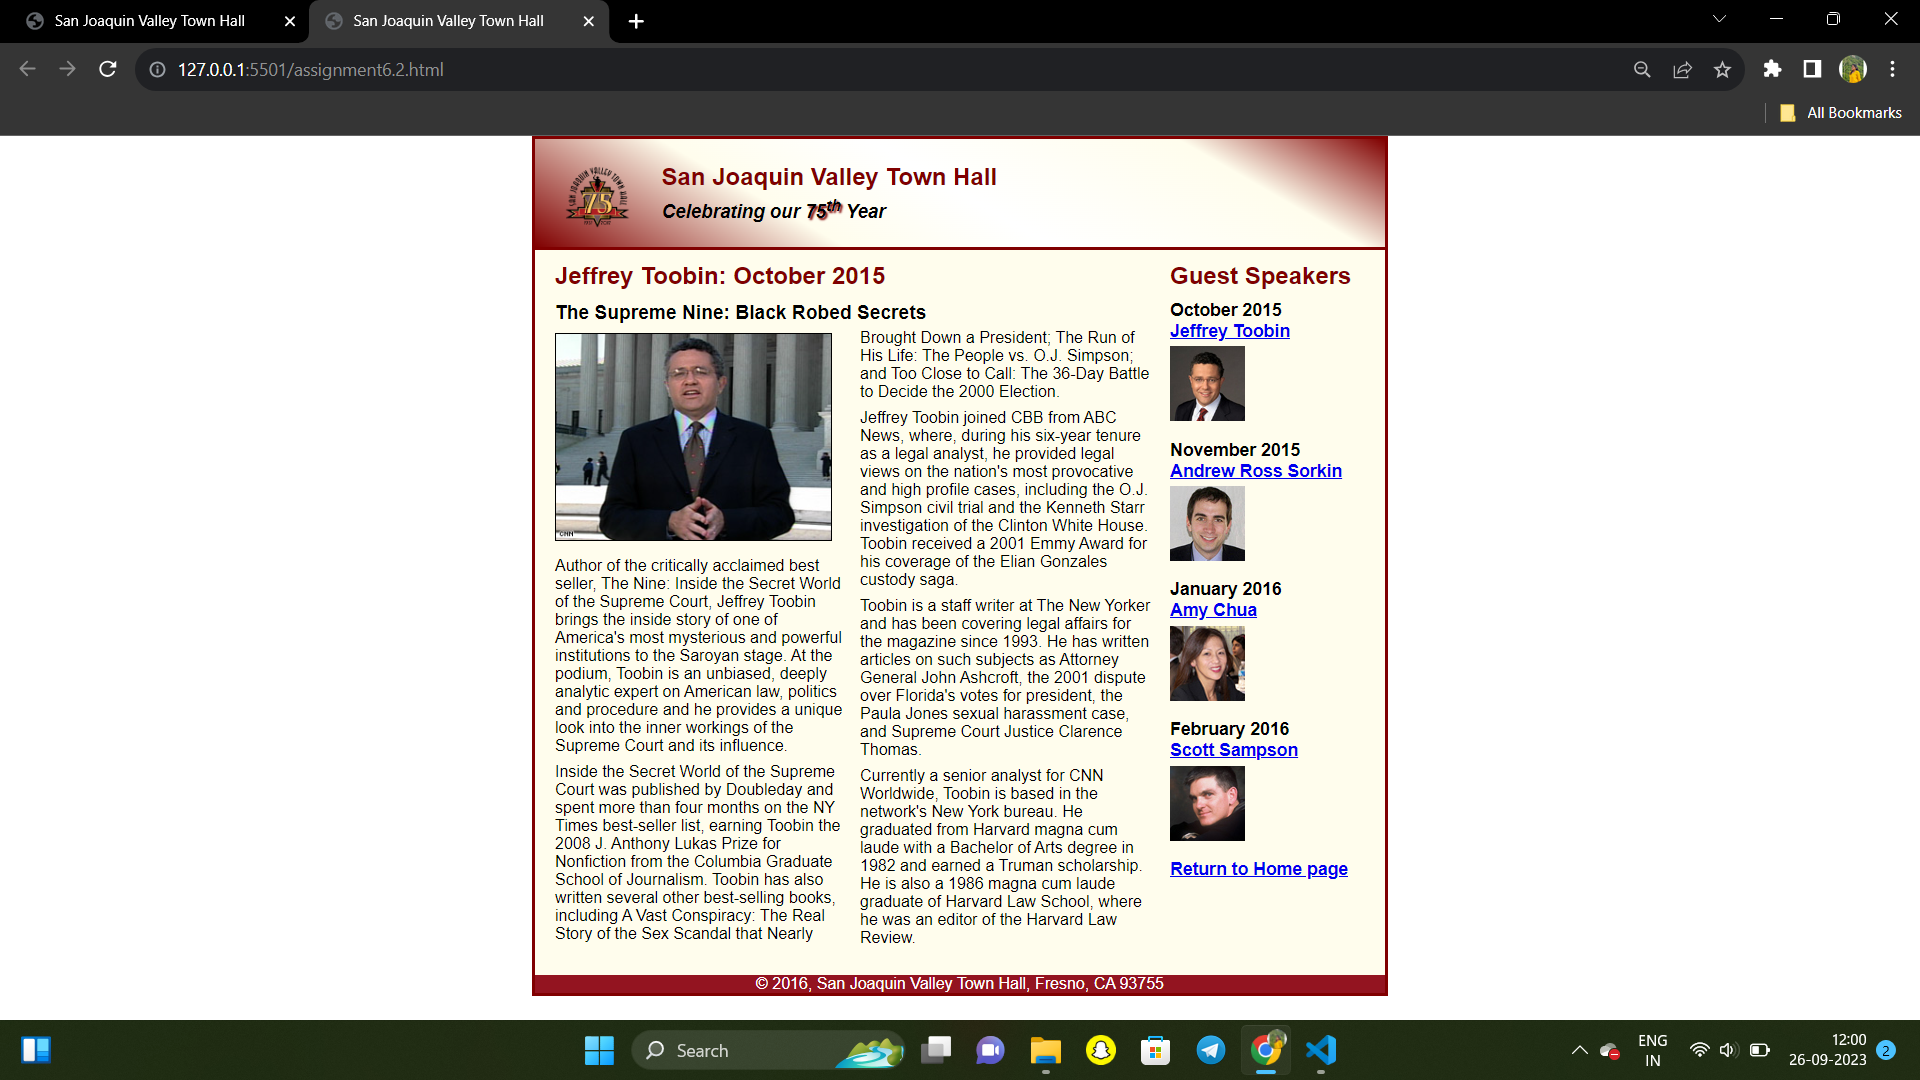 San Joaquin Valley Town Hall
San Joaquin Valley Town Hall
127.0.0.1:5501/assignment6.2.html
All Bookmarks
SAN JOAQUIN VALLEY TOWN HALL
75
San Joaquin Valley Town Hall
Celebrating our 75th Year
Jeffrey Toobin: October 2015
The Supreme Nine: Black Robed Secrets
CNN
Author of the critically acclaimed best
seller, The Nine: Inside the Secret World
of the Supreme Court, Jeffrey Toobin
brings the inside story of one of
America's most mysterious and powerful
institutions to the Saroyan stage. At the
podium, Toobin is an unbiased, deeply
analytic expert on American law, politics
and procedure and he provides a unique
look into the inner workings of the
Supreme Court and its influence.
Inside the Secret World of the Supreme
Court was published by Doubleday and
spent more than four months on the NY
Times best-seller list, earning Toobin the
2008 J. Anthony Lukas Prize for
Nonfiction from the Columbia Graduate
School of Journalism. Toobin has also
written several other best-selling books,
including A Vast Conspiracy: The Real
Story of the Sex Scandal that Nearly
Brought Down a President; The Run of
His Life: The People vs. O.J. Simpson;
and Too Close to Call: The 36-Day Battle
to Decide the 2000 Election.
Jeffrey Toobin joined CBB from ABC
News, where, during his six-year tenure
as a legal analyst, he provided legal
views on the nation's most provocative
and high profile cases, including the O.J.
Simpson civil trial and the Kenneth Starr
investigation of the Clinton White House.
Toobin received a 2001 Emmy Award for
his coverage of the Elian Gonzales
custody saga.
Toobin is a staff writer at The New Yorker
and has been covering legal affairs for
the magazine since 1993. He has written
articles on such subjects as Attorney
General John Ashcroft, the 2001 dispute
over Florida's votes for president, the
Paula Jones sexual harassment case,
and Supreme Court Justice Clarence
Thomas.
Currently a senior analyst for CNN
Worldwide, Toobin is based in the
network's New York bureau. He
graduated from Harvard magna cum
laude with a Bachelor of Arts degree in
1982 and earned a Truman scholarship.
He is also a 1986 magna cum laude
graduate of Harvard Law School, where
he was an editor of the Harvard Law
Review.
Guest Speakers
October 2015
Jeffrey Toobin
November 2015
Andrew Ross Sorkin
January 2016
Amy Chua
February 2016
Scott Sampson
Return to Home page
© 2016, San Joaquin Valley Town Hall, Fresno, CA 93755
Search
ENG
IN
12:00
26-09-2023
2